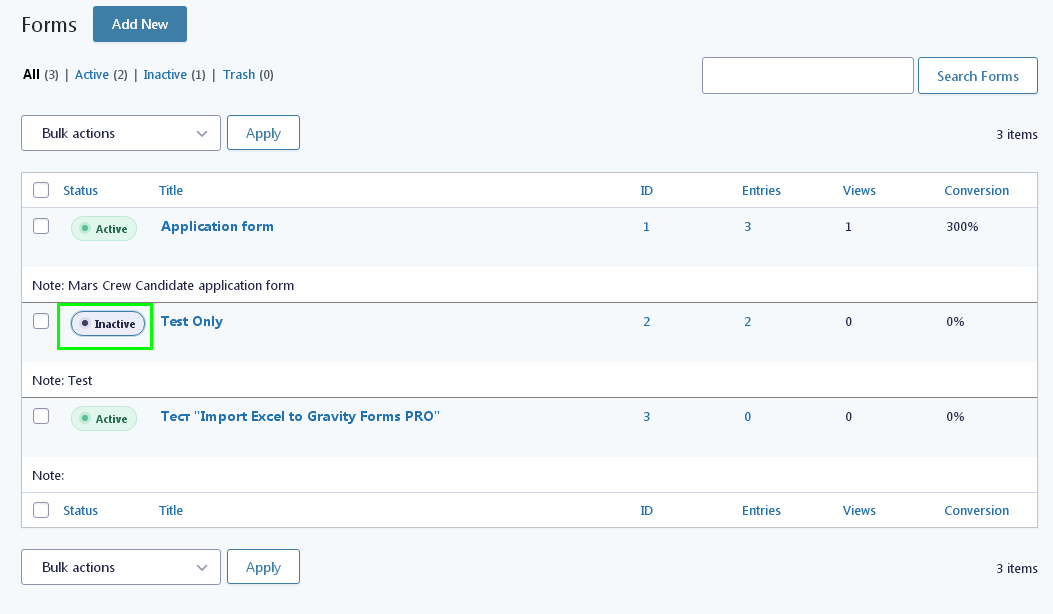 Forms Add New
All (3) | Active (2) | Inactive (1) | Trash (0)
Search Forms
Bulk actions Apply 3 items
Status Title ID Entries Views Conversion
Active Application form 1 3 1 300%
Note: Mars Crew Candidate application form
Inactive Test Only 2 2 0 0%
Note: Test
Active Тест "Import Excel to Gravity Forms PRO" 3 0 0 0%
Note:
Status Title ID Entries Views Conversion
Bulk actions Apply 3 items